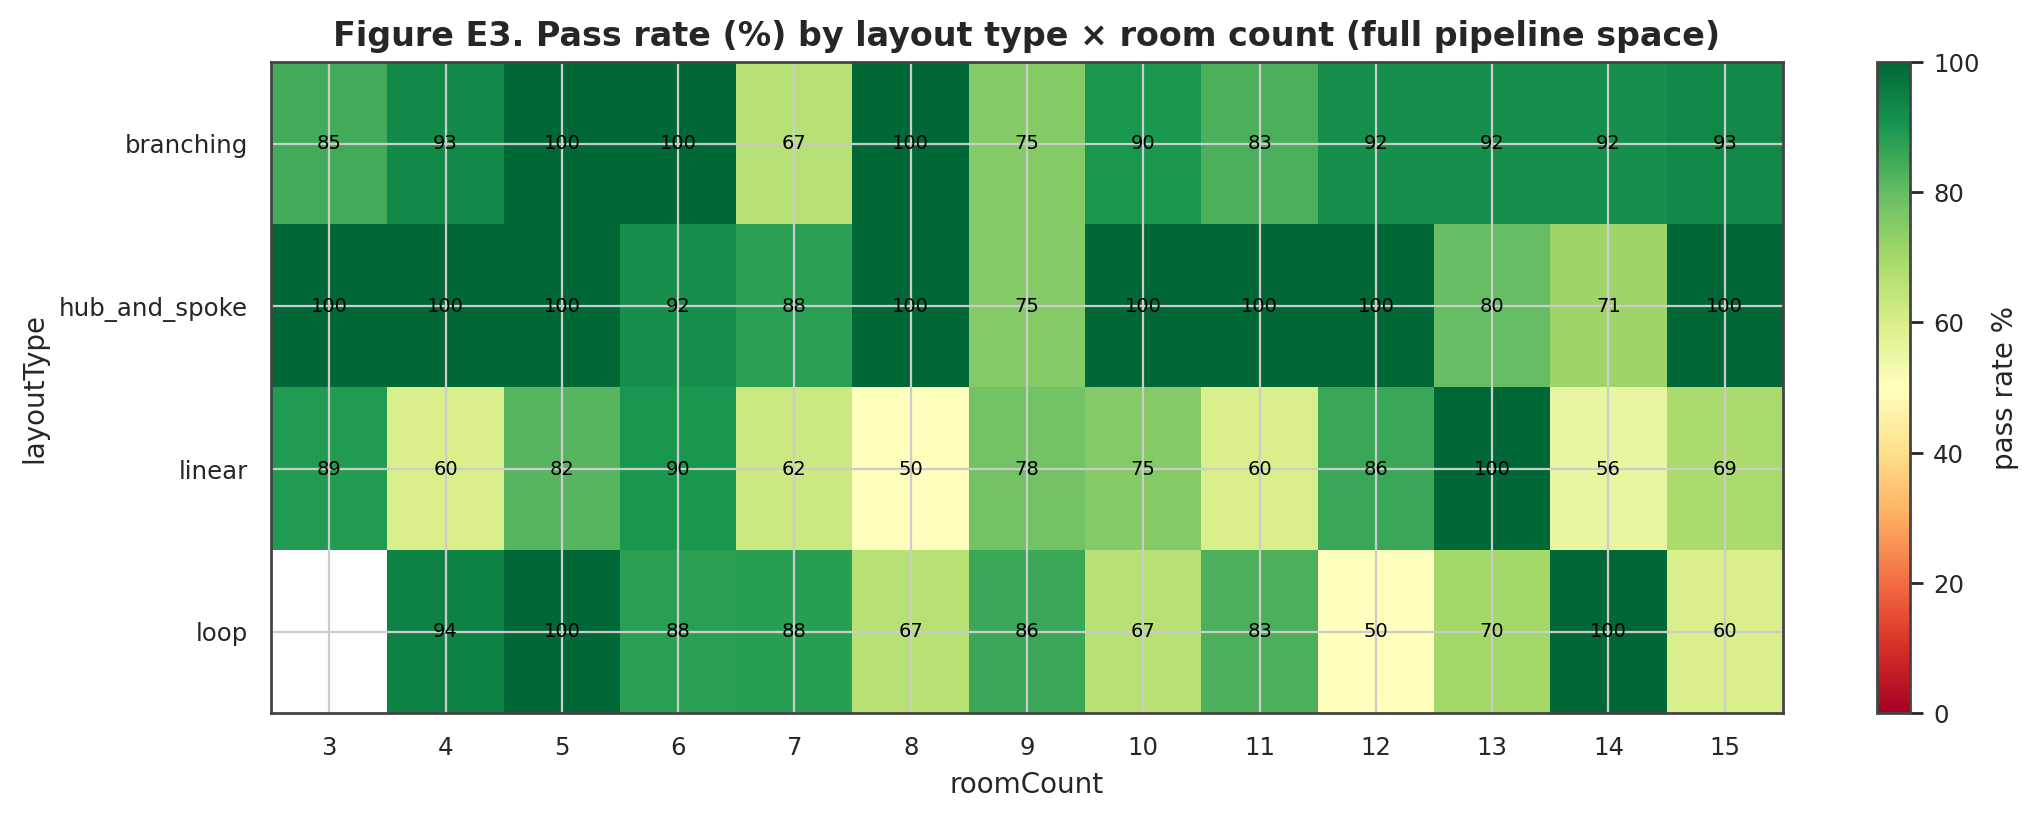 Figure E3. Pass rate (%) by layout type × room count (full pipeline space)
layoutType
branching 85 93 100 100 67 100 75 90 83 92 92 92 93
hub_and_spoke 100 100 100 92 88 100 75 100 100 100 80 71 100
linear 89 60 82 90 62 50 78 75 60 86 100 56 69
loop 94 100 88 88 67 86 67 83 50 70 100 60
3 4 5 6 7 8 9 10 11 12 13 14 15
roomCount
100
80
60
40
20
0
pass rate %